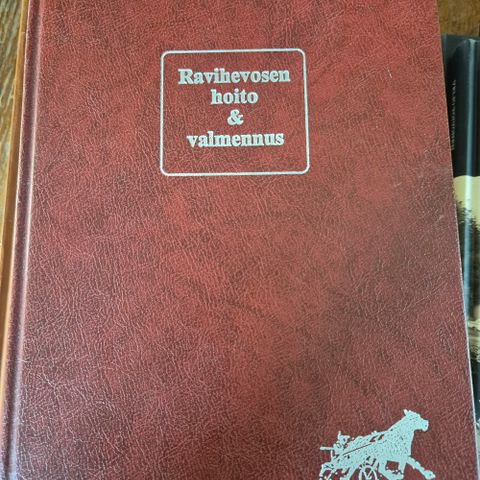 Ravihevosen
hoito
&
valmennus